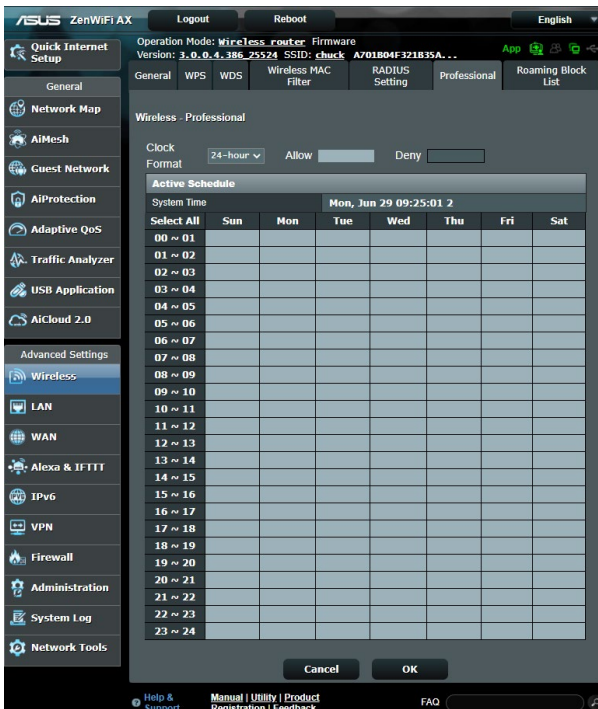 ASUS ZenWiFi AX Logout Reboot English
Quick Internet Setup
General
Network Map
AiMesh
Guest Network
AiProtection
Adaptive QoS
Traffic Analyzer
USB Application
AiCloud 2.0
Advanced Settings
Wireless
LAN
WAN
Alexa & IFTTT
IPv6
VPN
Firewall
Administration
System Log
Network Tools
Operation Mode: Wireless router Firmware
Version: 3.0.0.4.386_25524 SSID: chuck A701B04F321B35A...
App
General WPS WDS Wireless MAC Filter RADIUS Setting Professional Roaming Block List
Wireless - Professional
Clock Format 24-hour Allow Deny
Active Schedule
System Time Mon, Jun 29 09:25:01 2
Select All Sun Mon Tue Wed Thu Fri Sat
00 ~ 01
01 ~ 02
02 ~ 03
03 ~ 04
04 ~ 05
05 ~ 06
06 ~ 07
07 ~ 08
08 ~ 09
09 ~ 10
10 ~ 11
11 ~ 12
12 ~ 13
13 ~ 14
14 ~ 15
15 ~ 16
16 ~ 17
17 ~ 18
18 ~ 19
19 ~ 20
20 ~ 21
21 ~ 22
22 ~ 23
23 ~ 24
Cancel OK
Help & Support Manual | Utility | Product Registration | Feedback FAQ